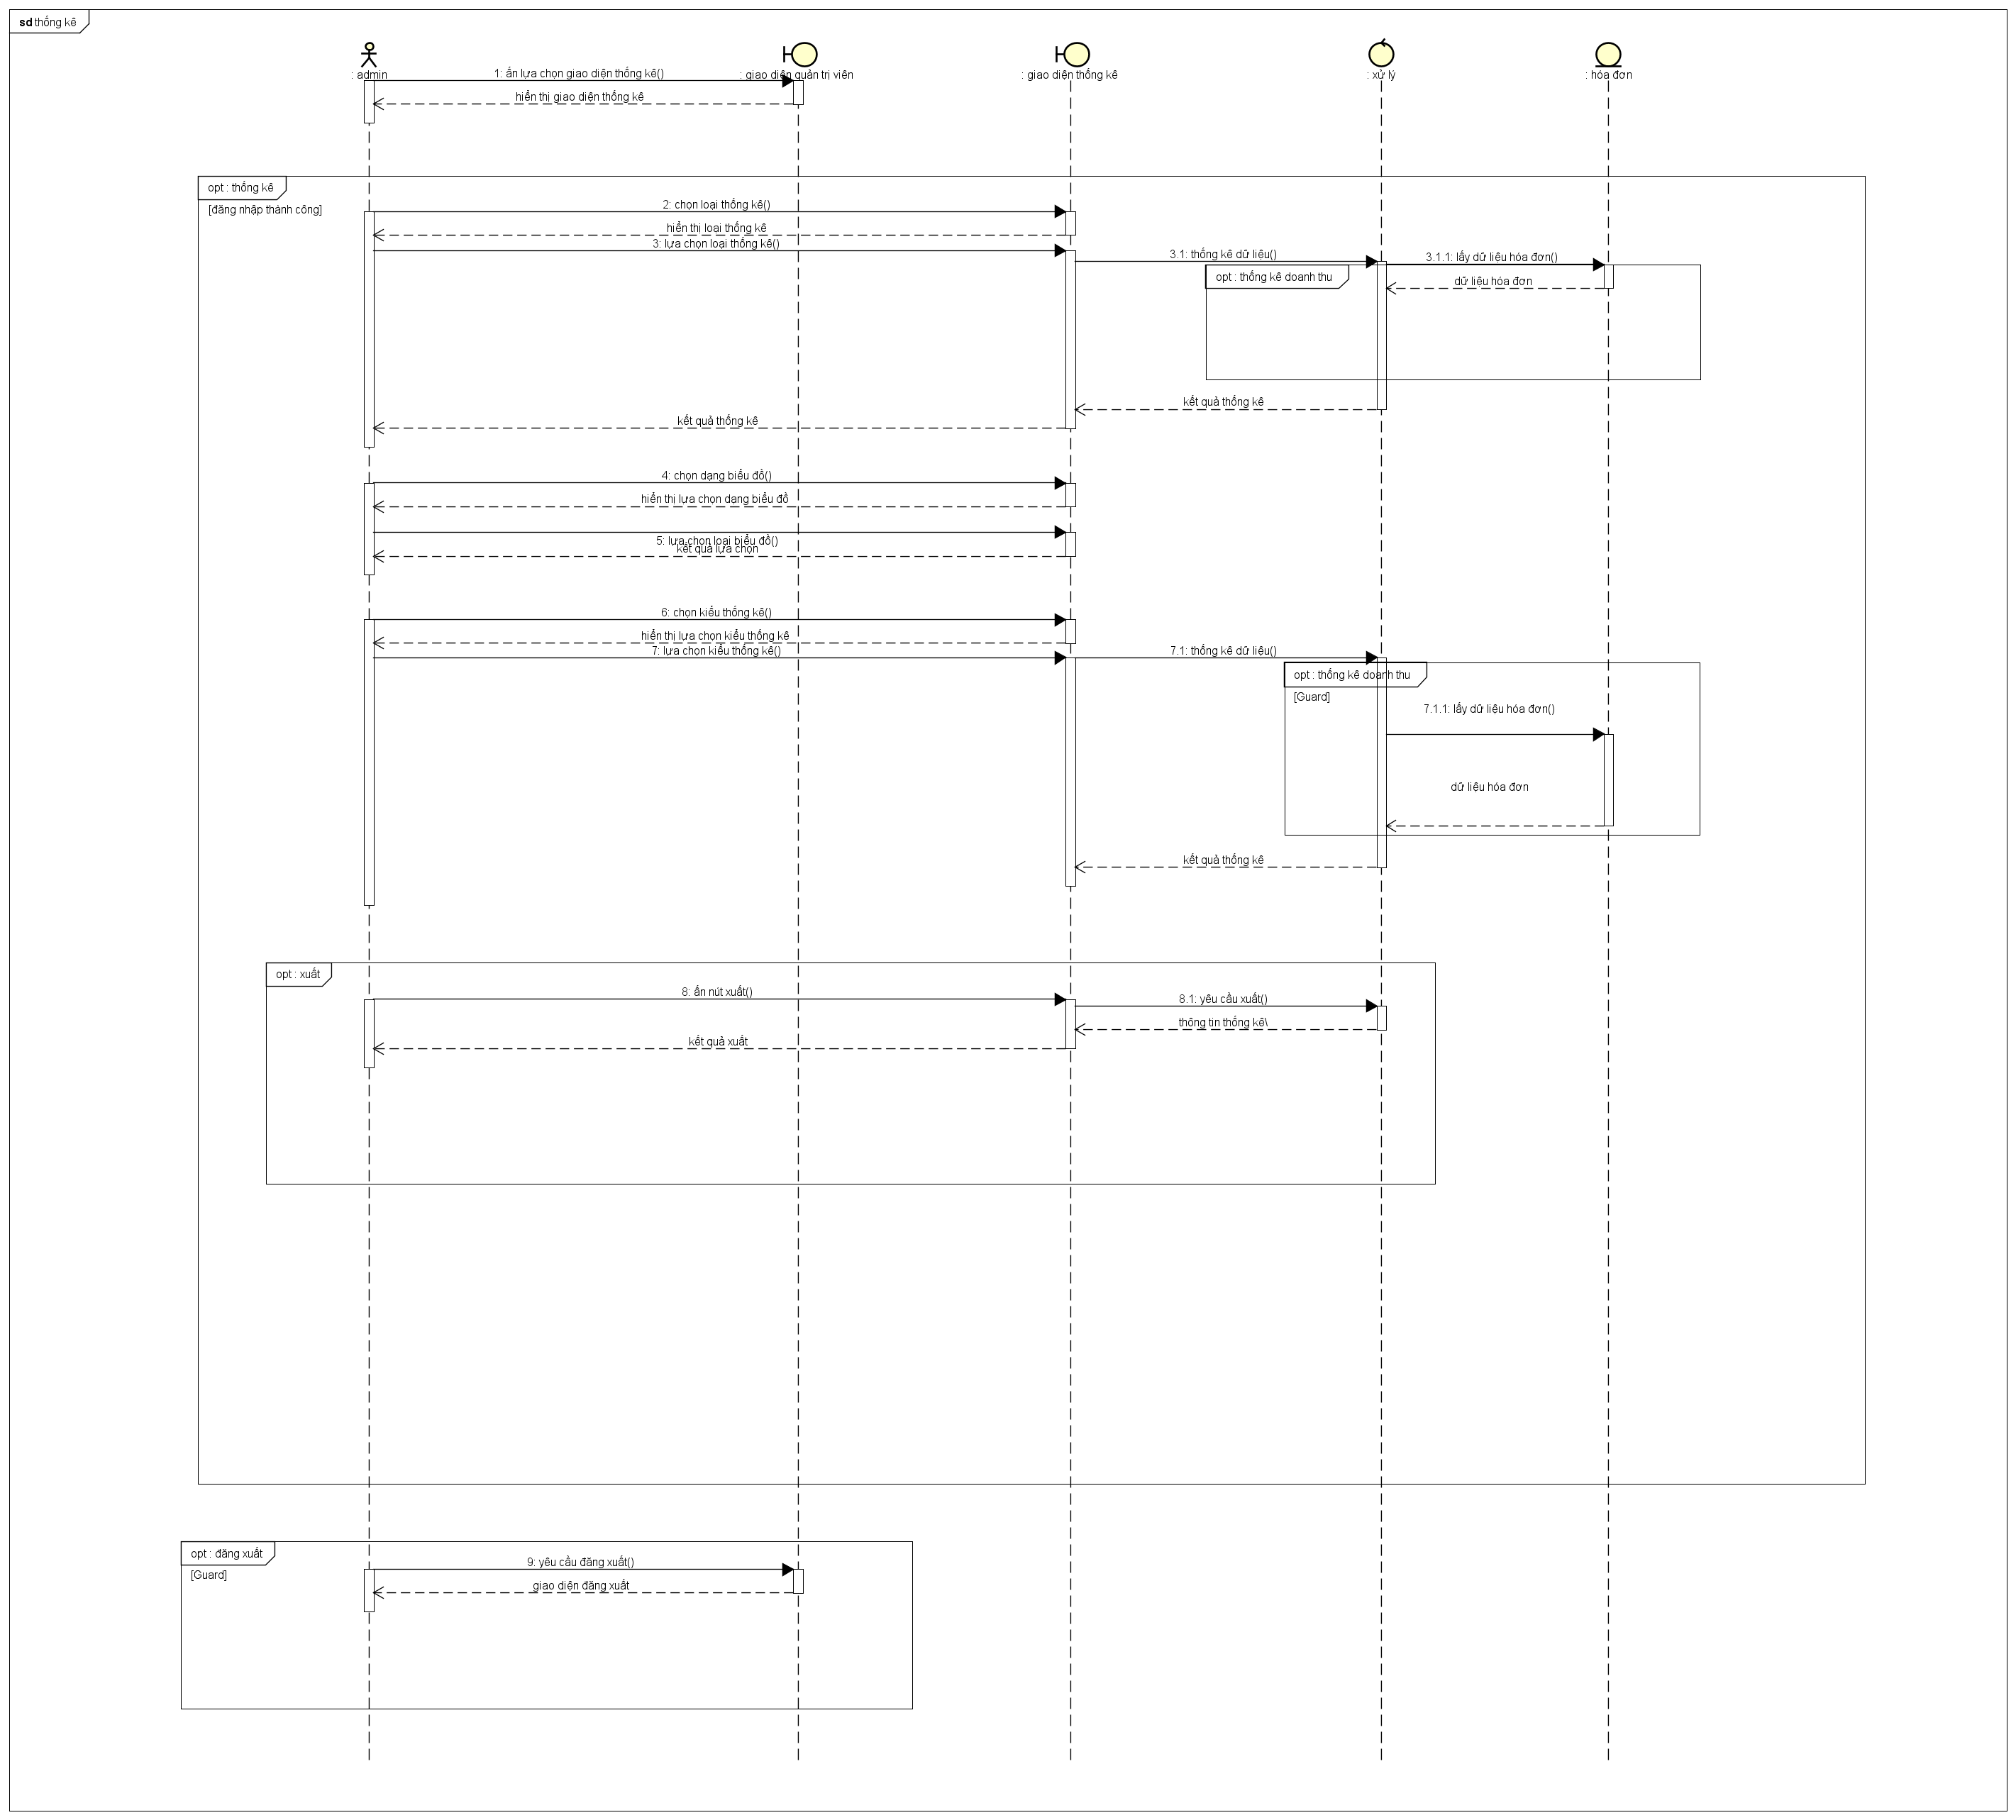 sd thống kê
: admin
: giao diện quản trị viên
: giao diện thống kê
: xử lý
: hóa đơn
1: ấn lựa chọn giao diện thống kê()
hiển thị giao diện thống kê
opt : thống kê
[đăng nhập thành công]
2: chọn loại thống kê()
hiển thị loại thống kê
3: lựa chọn loại thống kê()
3.1: thống kê dữ liệu()
3.1.1: lấy dữ liệu hóa đơn()
opt : thống kê doanh thu
dữ liệu hóa đơn
kết quả thống kê
kết quả thống kê
4: chọn dạng biểu đồ()
hiển thị lựa chọn dạng biểu đồ
5: lựa chọn loại biểu đồ()
kết quả lựa chọn
6: chọn kiểu thống kê()
hiển thị lựa chọn kiểu thống kê
7: lựa chọn kiểu thống kê()
7.1: thống kê dữ liệu()
opt : thống kê doanh thu
[Guard]
7.1.1: lấy dữ liệu hóa đơn()
dữ liệu hóa đơn
kết quả thống kê
opt : xuất
8: ấn nút xuất()
8.1: yêu cầu xuất()
thông tin thống kê\
kết quả xuất
opt : đăng xuất
[Guard]
9: yêu cầu đăng xuất()
giao diện đăng xuất